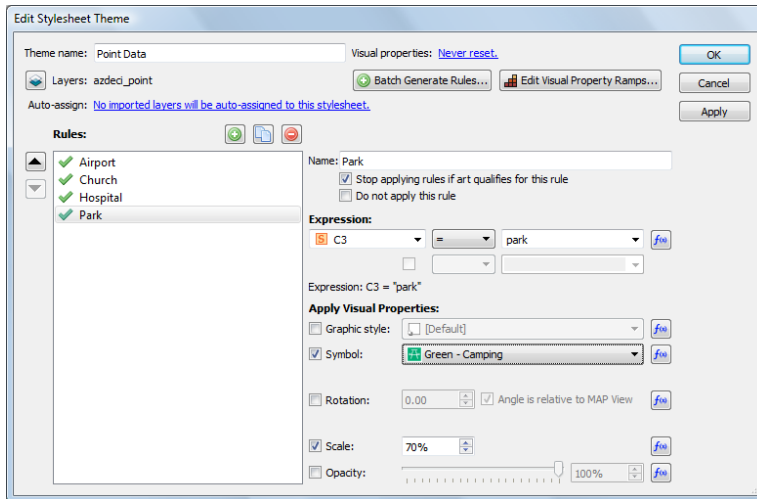 Edit Stylesheet Theme
Theme name: Point Data Visual properties: Never reset. OK
Layers: azdeci_point Batch Generate Rules... Edit Visual Property Ramps... Cancel
Auto-assign: No imported layers will be auto-assigned to this stylesheet. Apply
Rules:
Airport
Church
Hospital
Park
Name: Park
Stop applying rules if art qualifies for this rule
Do not apply this rule
Expression:
S C3 = park f(x)
Expression: C3 = "park"
Apply Visual Properties:
Graphic style: [Default] f(x)
Symbol: Green - Camping f(x)
Rotation: 0.00 Angle is relative to MAP View f(x)
Scale: 70% f(x)
Opacity: 100% f(x)